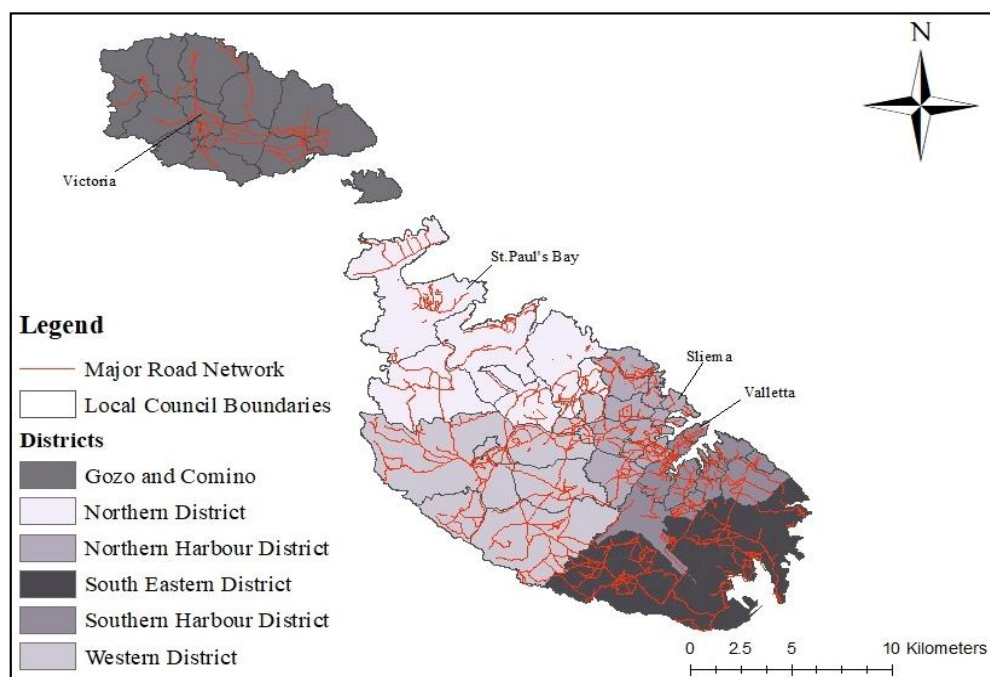 N
Victoria
St.Paul's Bay
Sliema
Valletta
Legend
Major Road Network
Local Council Boundaries
Districts
Gozo and Comino
Northern District
Northern Harbour District
South Eastern District
Southern Harbour District
Western District
0 2.5 5 10 Kilometers